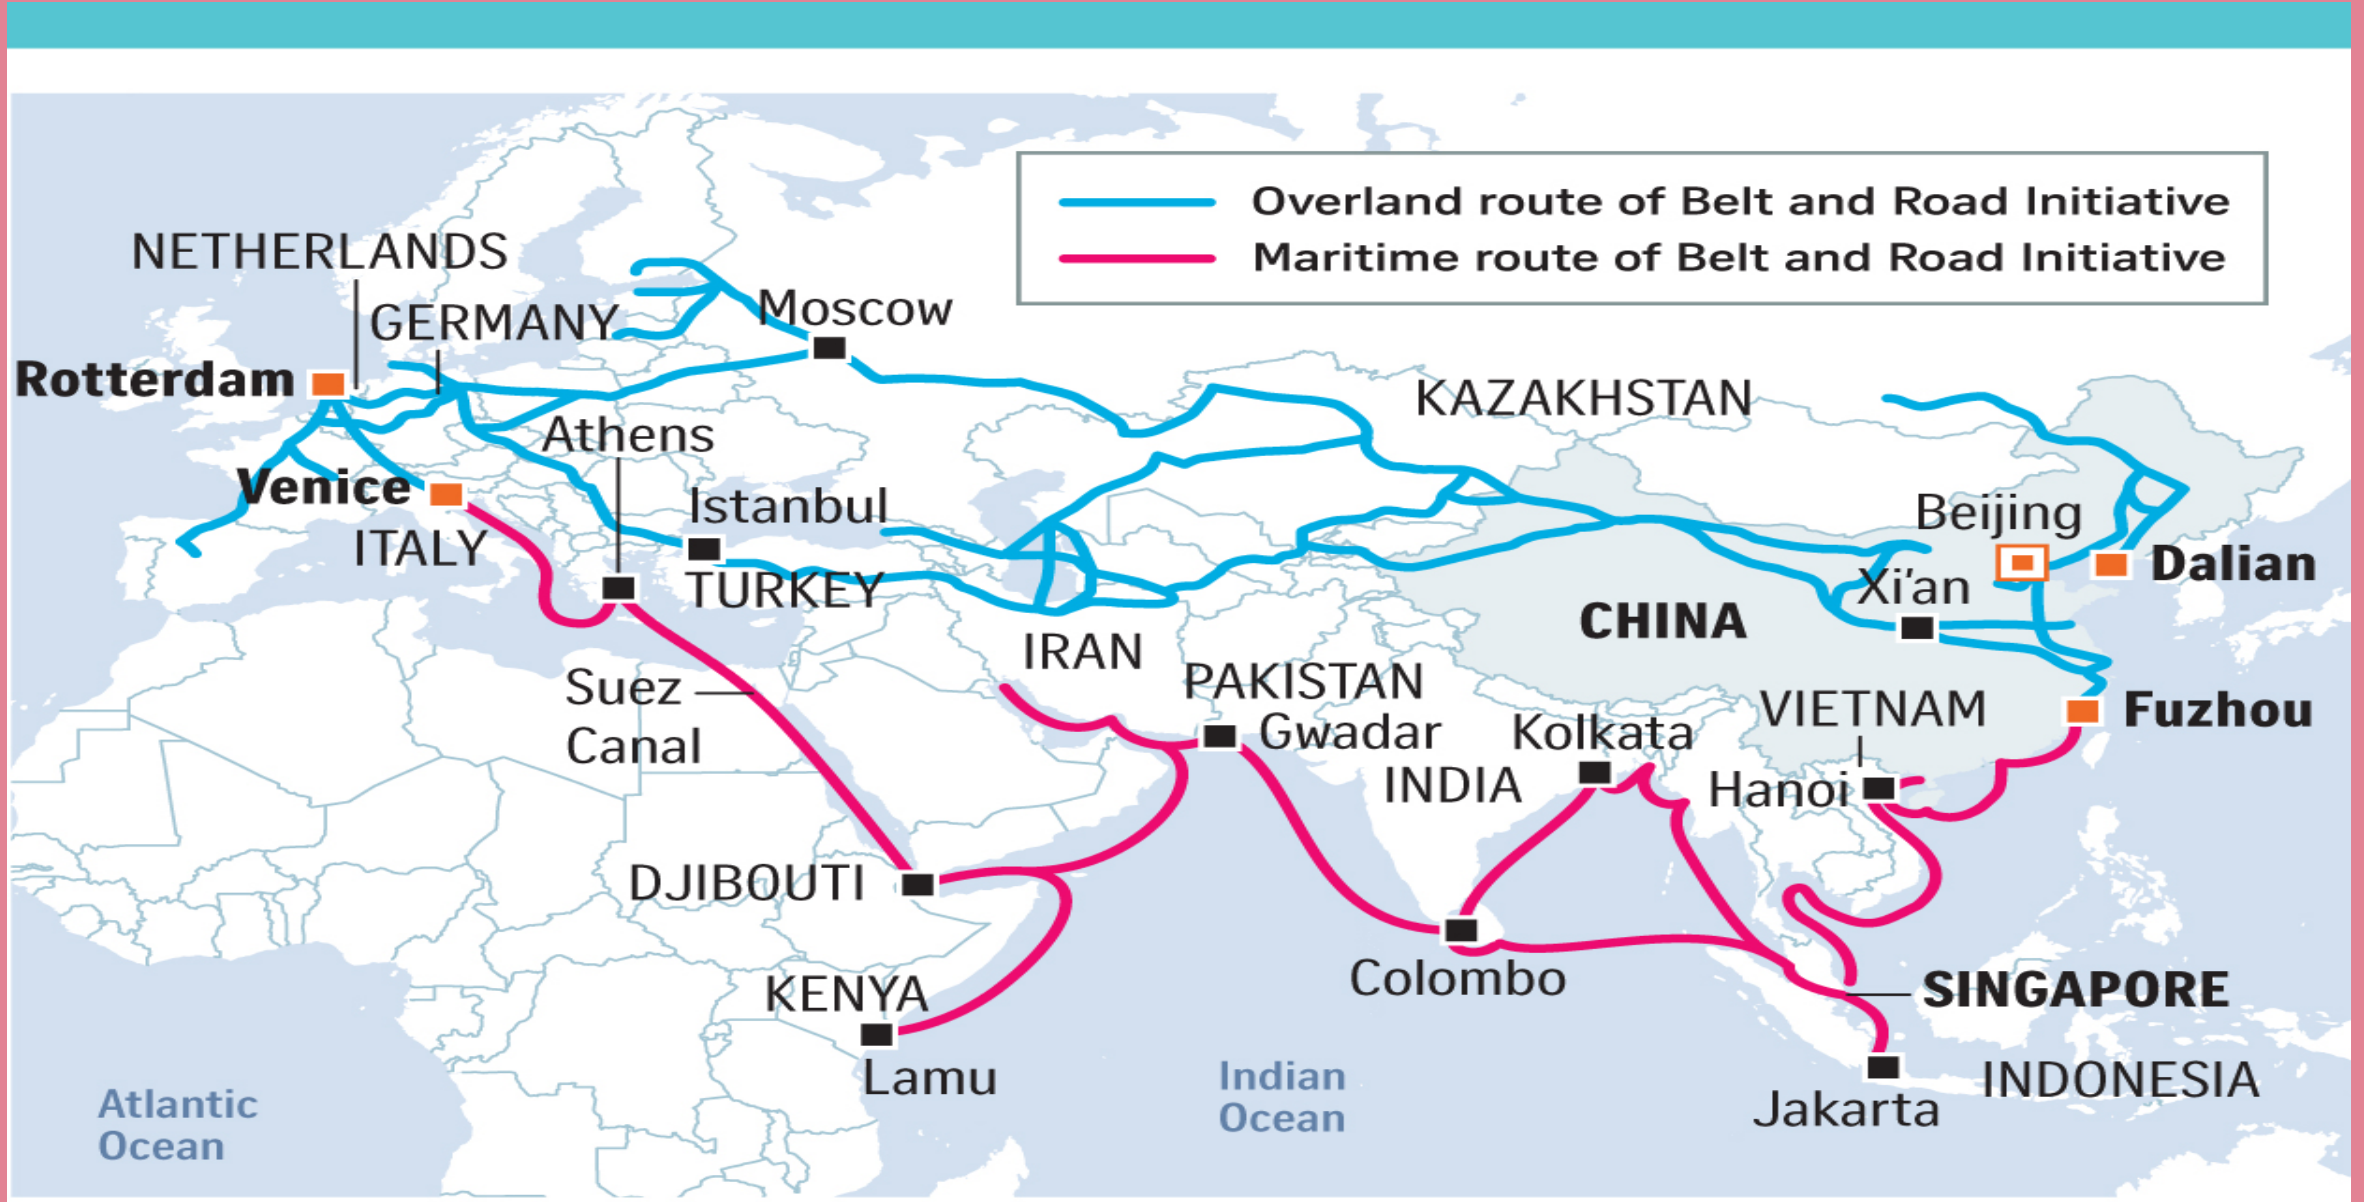 Overland route of Belt and Road Initiative
Maritime route of Belt and Road Initiative
NETHERLANDS
GERMANY
Moscow
Rotterdam
KAZAKHSTAN
Athens
Venice
Istanbul
Beijing
ITALY
Dalian
TURKEY
Xi'an
CHINA
IRAN
PAKISTAN
Suez
Canal
VIETNAM
Fuzhou
Gwadar
Kolkata
INDIA
Hanoi
DJIBOUTI
Colombo
KENYA
SINGAPORE
Lamu
Indian
Ocean
INDONESIA
Jakarta
Atlantic
Ocean